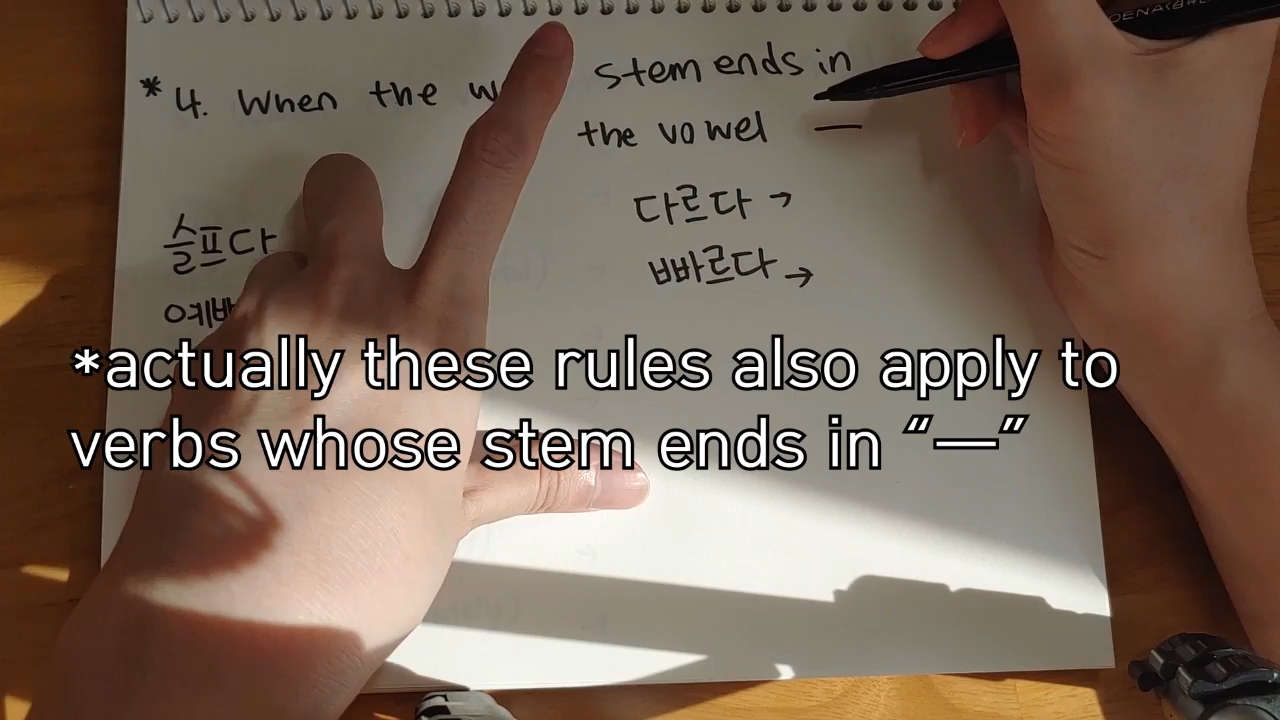 * 4. When the stem ends in
the vowel ㅡ
다르다 →
빠르다 →
슬프다
*actually these rules also apply to
verbs whose stem ends in “ㅡ”